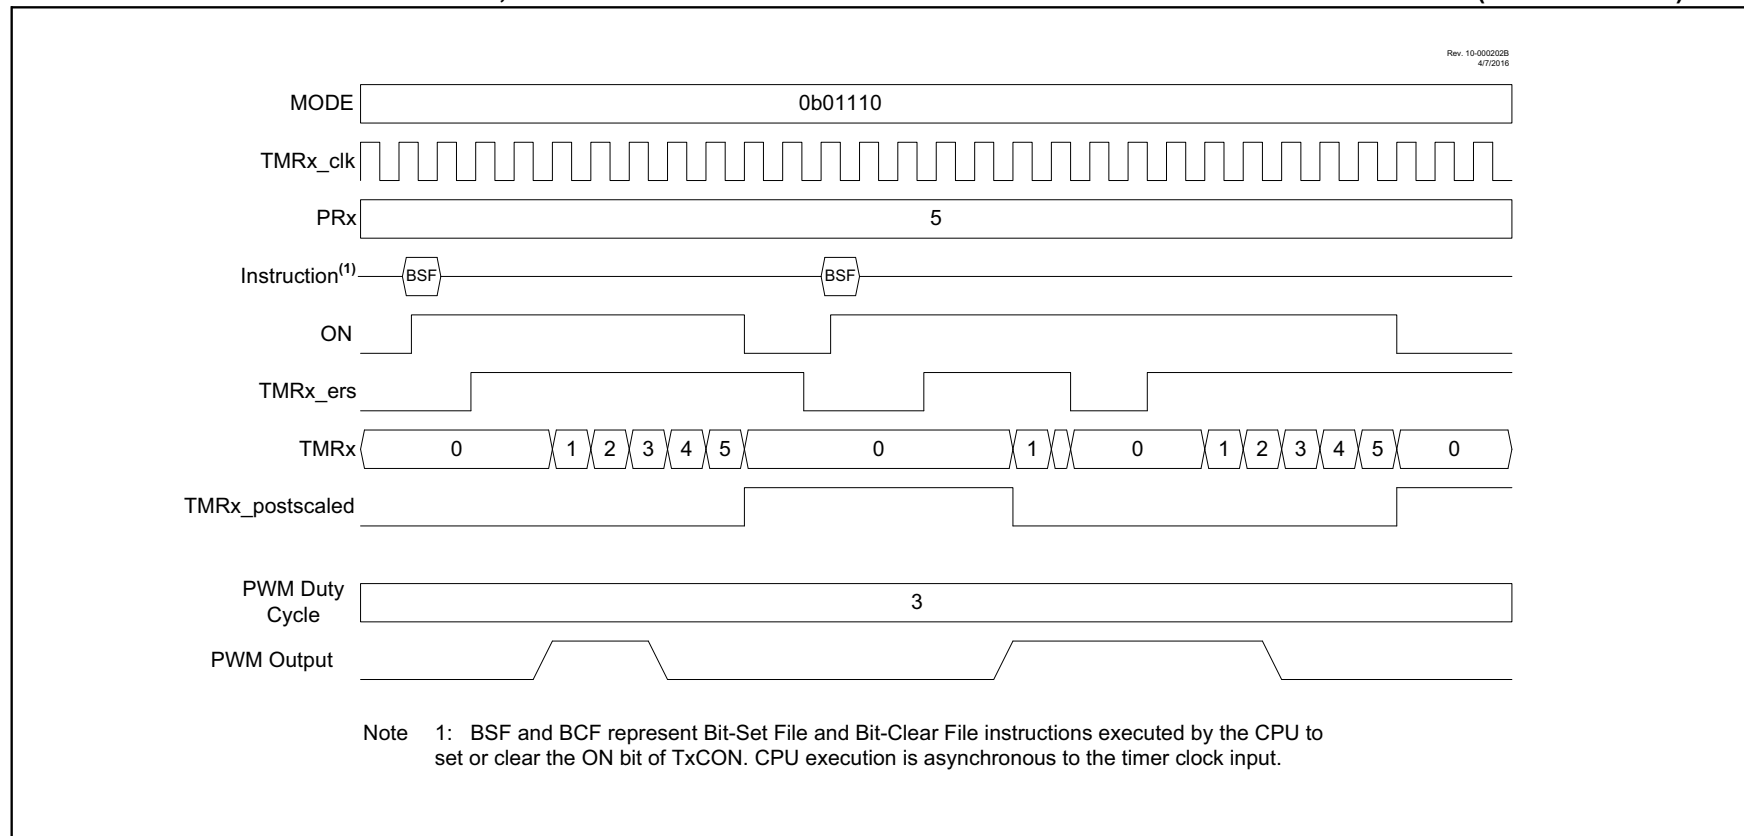 Rev. 10-000202B
4/7/2016
MODE 0b01110
TMRx_clk
PRx 5
Instruction(1) BSF BSF
ON
TMRx_ers
TMRx 0 1 2 3 4 5 0 1 0 1 2 3 4 5 0
TMRx_postscaled
PWM Duty
Cycle 3
PWM Output
Note 1: BSF and BCF represent Bit-Set File and Bit-Clear File instructions executed by the CPU to
set or clear the ON bit of TxCON. CPU execution is asynchronous to the timer clock input.